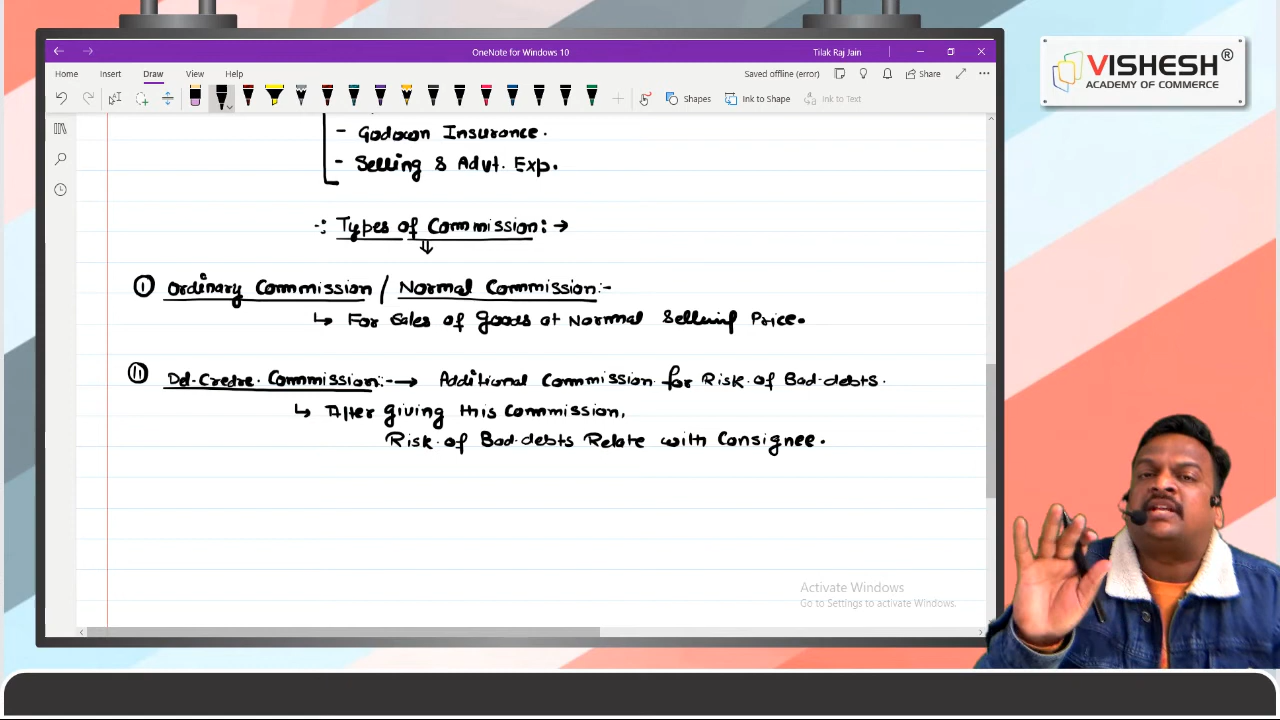 OneNote for Windows 10
Tilak Raj Jain
VISHESH®
ACADEMY OF COMMERCE
Home Insert Draw View Help
Saved offline (error)
Share
Shapes
Ink to Shape
Ink to Text
- Godown Insurance.
- Selling & Advt. Exp.
-: Types of Commission :→
① Ordinary Commission / Normal Commission:-
↳ For Sales of goods at Normal Selling Price.
② Del-Credre. Commission:-→ Additional Commission for Risk of Bad-debts.
↳ After giving this Commission,
Risk of Bad-debts Relate with Consignee.
Activate Windows
Go to Settings to activate Windows.